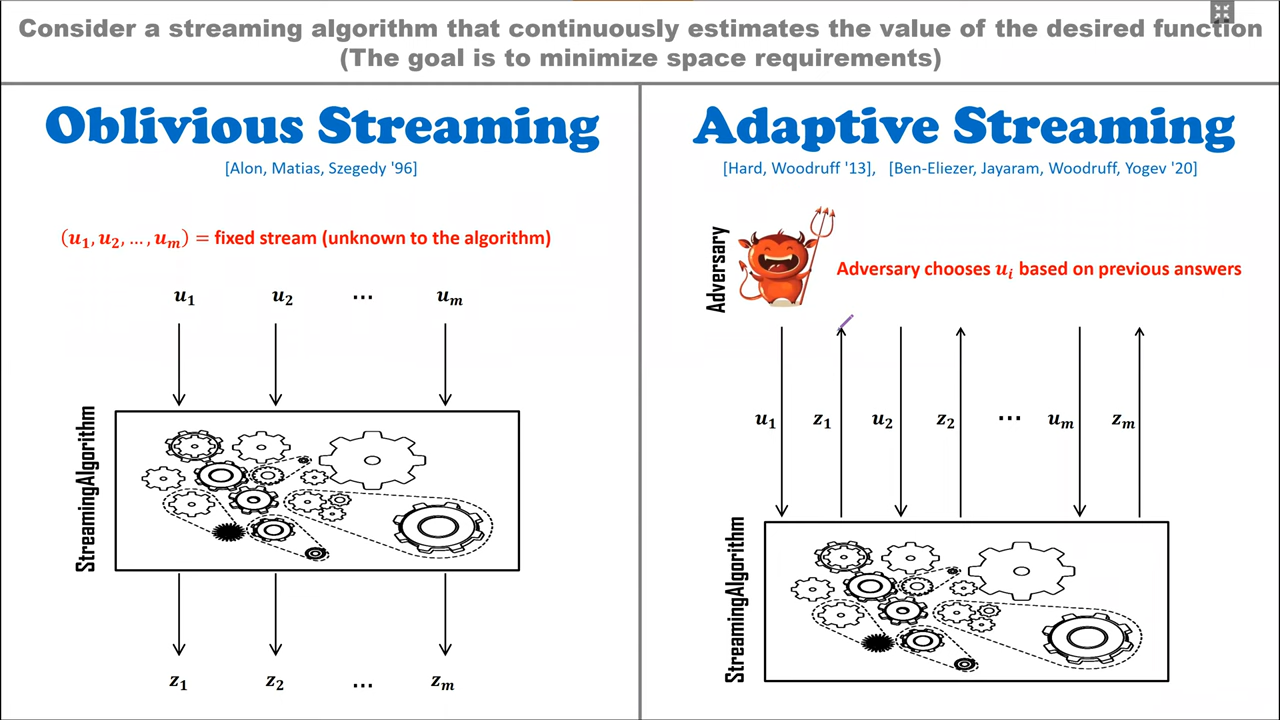 Consider a streaming algorithm that continuously estimates the value of the desired function
(The goal is to minimize space requirements)
Oblivious Streaming
[Alon, Matias, Szegedy '96]
(u₁, u₂, …, uₘ) = fixed stream (unknown to the algorithm)
u₁ u₂ … uₘ
StreamingAlgorithm
z₁ z₂ … zₘ
Adaptive Streaming
[Hard, Woodruff '13], [Ben-Eliezer, Jayaram, Woodruff, Yogev '20]
Adversary
Adversary chooses uᵢ based on previous answers
u₁ z₁ u₂ z₂ … uₘ zₘ
StreamingAlgorithm